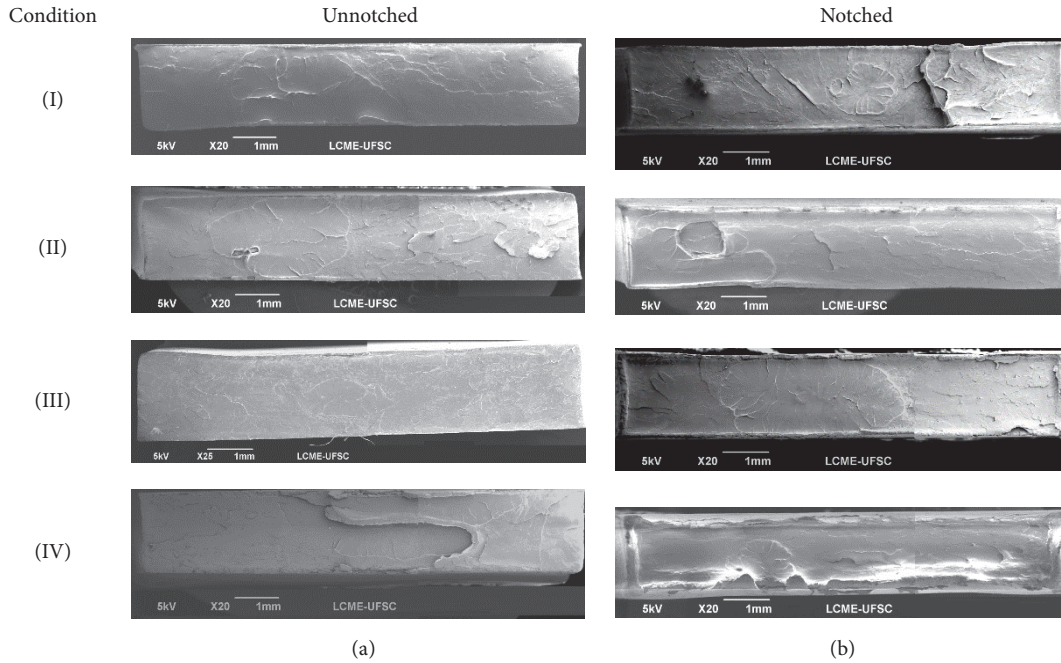 Condition Unnotched Notched
(I)
5kV X20 1mm LCME-UFSC
5kV X20 1mm LCME-UFSC
(II)
5kV X20 1mm LCME-UFSC
5kV X20 1mm LCME-UFSC
(III)
5kV X25 1mm LCME-UFSC
5kV X20 1mm LCME-UFSC
(IV)
5kV X20 1mm LCME-UFSC
5kV X20 1mm LCME-UFSC
(a) (b)